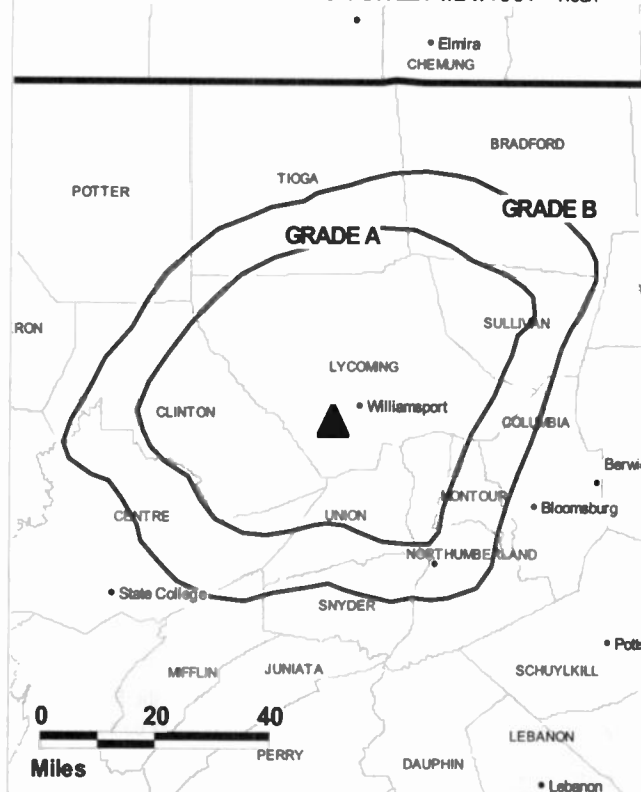 Elmira
CHEMUNG
BRADFORD
TIOGA
POTTER
GRADE B
GRADE A
RON
SULLIVAN
LYCOMING
CLINTON
Williamsport
COLUMBIA
Berwi
MONTOUR
CENTRE
UNION
Bloomsburg
NORTHUMBERLAND
State College
SNYDER
Potts
MIFFLIN
JUNIATA
SCHUYLKILL
0 20 40
LEBANON
PERRY
Miles
DAUPHIN
Lebanon